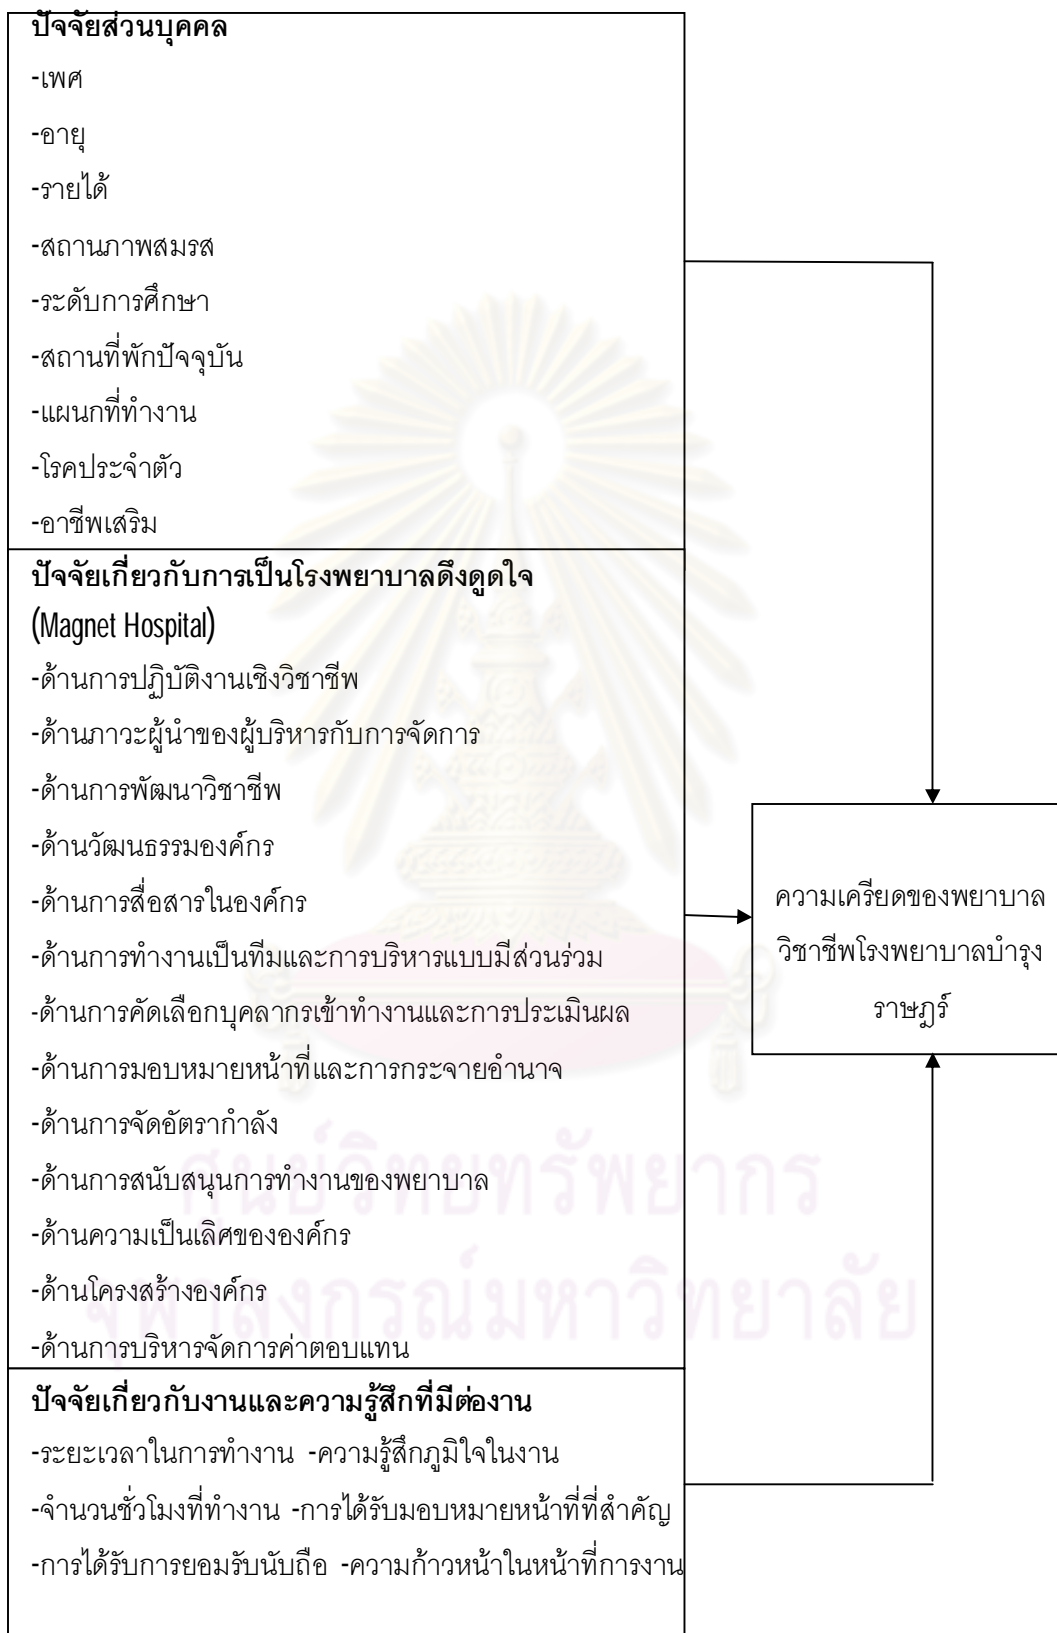 ปัจจัยส่วนบุคคล
-เพศ
-อายุ
-รายได้
-สถานภาพสมรส
-ระดับการศึกษา
-สถานที่พักปัจจุบัน
-แผนกที่ทำงาน
-โรคประจำตัว
-อาชีพเสริม
ปัจจัยเกี่ยวกับการเป็นโรงพยาบาลดึงดูดใจ
(Magnet Hospital)
-ด้านการปฏิบัติงานเชิงวิชาชีพ
-ด้านภาวะผู้นำของผู้บริหารกับการจัดการ
-ด้านการพัฒนาวิชาชีพ
-ด้านวัฒนธรรมองค์กร
-ด้านการสื่อสารในองค์กร
-ด้านการทำงานเป็นทีมและการบริหารแบบมีส่วนร่วม
-ด้านการคัดเลือกบุคลากรเข้าทำงานและการประเมินผล
-ด้านการมอบหมายหน้าที่และการกระจายอำนาจ
-ด้านการจัดอัตรากำลัง
-ด้านการสนับสนุนการทำงานของพยาบาล
-ด้านความเป็นเลิศขององค์กร
-ด้านโครงสร้างองค์กร
-ด้านการบริหารจัดการค่าตอบแทน
ปัจจัยเกี่ยวกับงานและความรู้สึกที่มีต่องาน
-ระยะเวลาในการทำงาน -ความรู้สึกภูมิใจในงาน
-จำนวนชั่วโมงที่ทำงาน -การได้รับมอบหมายหน้าที่ที่สำคัญ
-การได้รับการยอมรับนับถือ -ความก้าวหน้าในหน้าที่การงาน
ความเครียดของพยาบาล
วิชาชีพโรงพยาบาลบำรุง
ราษฎร์
ศูนย์วิทยทรัพยากร
จุฬาลงกรณ์มหาวิทยาลัย